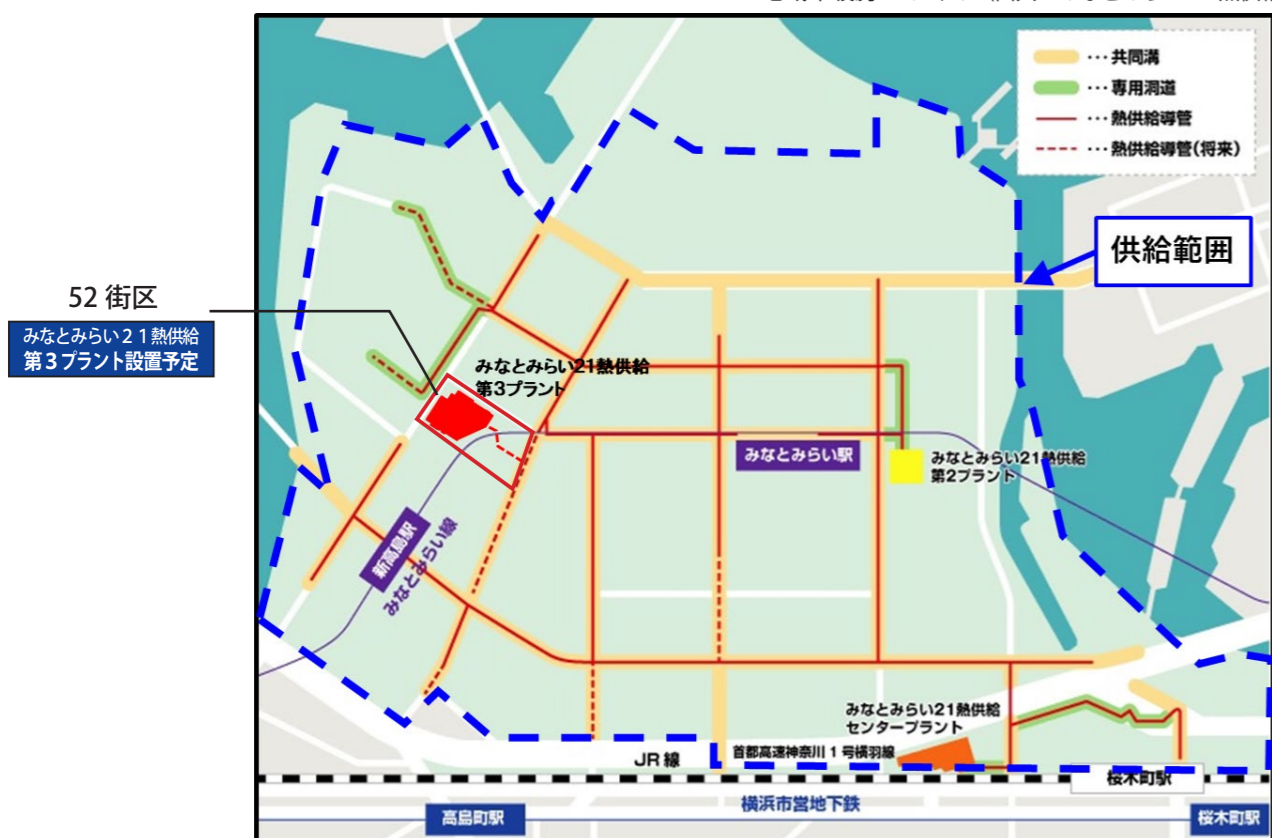 …共同溝
…専用洞道
…熱供給導管
…熱供給導管(将来)
供給範囲
52 街区
みなとみらい21熱供給
第3プラント設置予定
みなとみらい21熱供給
第3プラント
みなとみらい駅
みなとみらい21熱供給
第2プラント
新高島駅
みなとみらい線
みなとみらい21熱供給
センタープラント
首都高速神奈川1号横羽線
JR線
桜木町駅
横浜市営地下鉄
高島町駅
桜木町駅